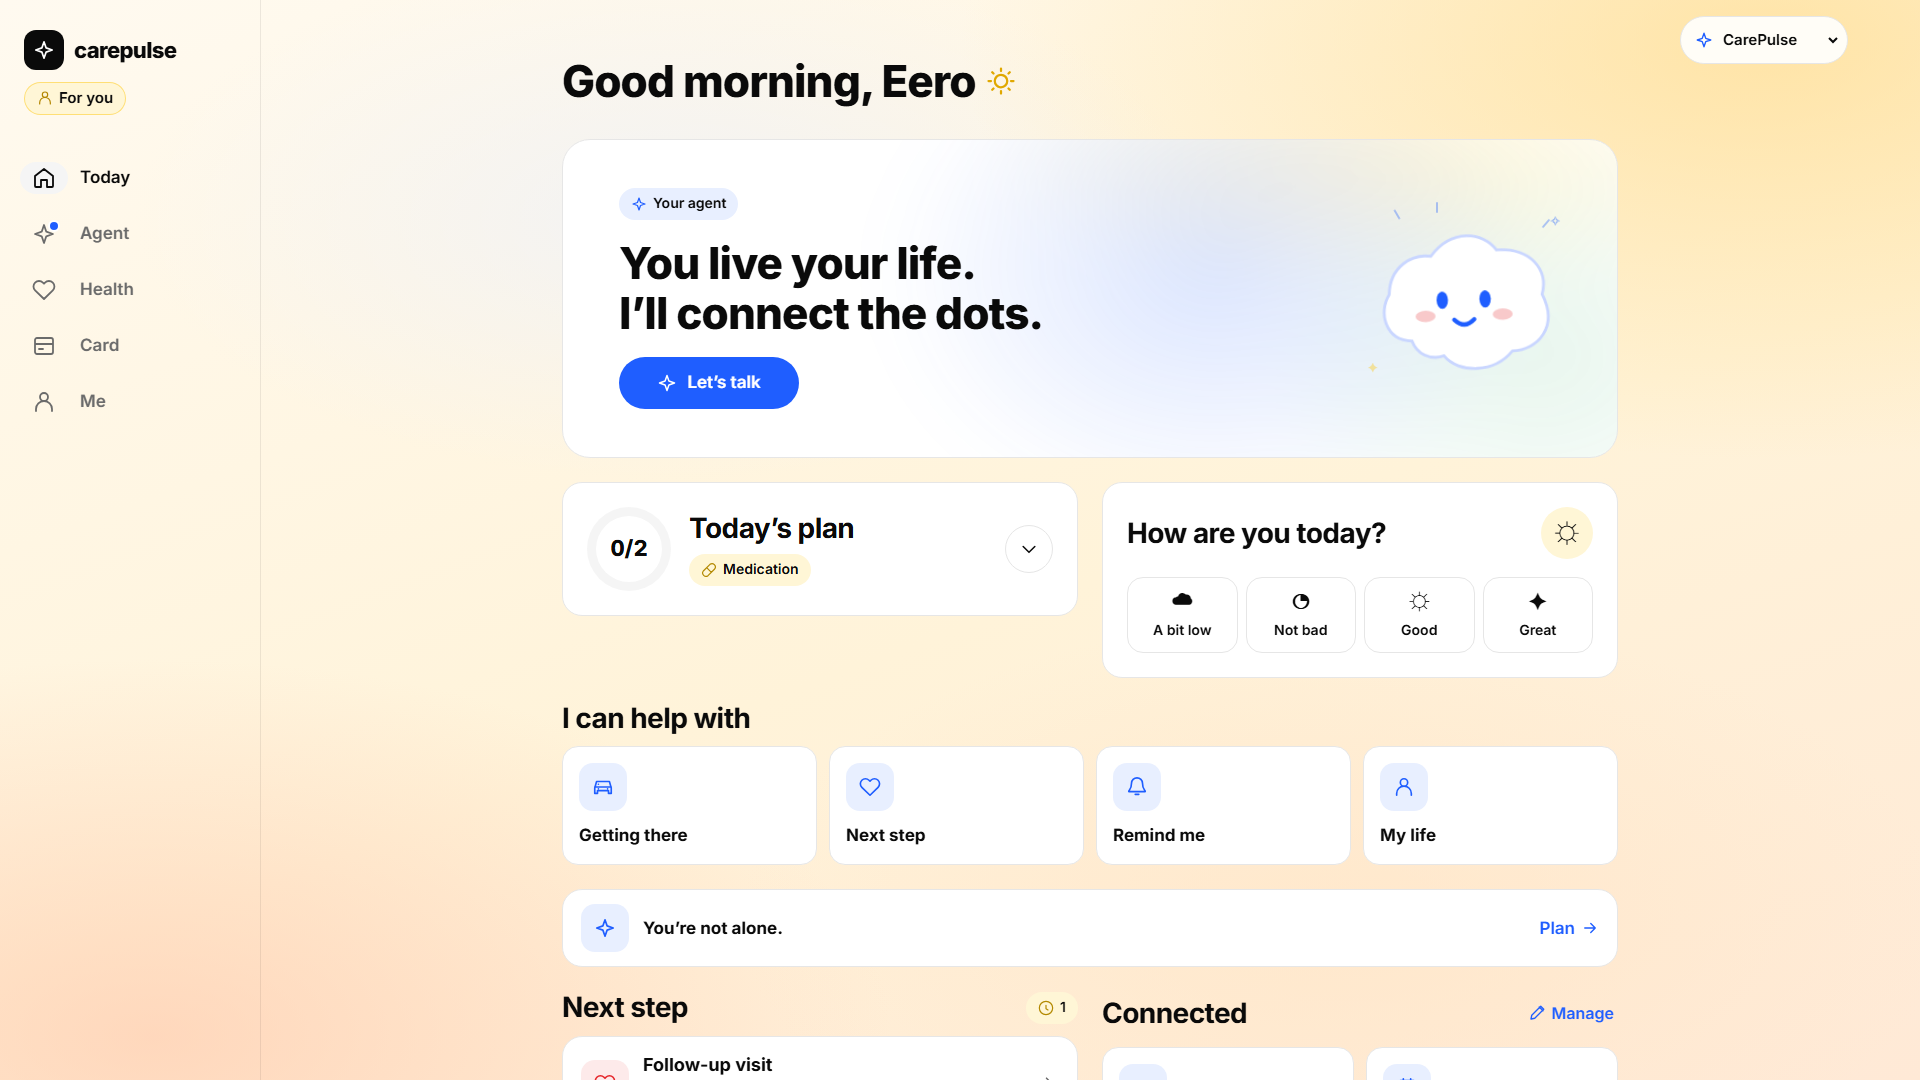 carepulse
For you
Today
Agent
Health
Card
Me
CarePulse
Good morning, Eero
Your agent
You live your life.
I’ll connect the dots.
Let’s talk
0/2
Today’s plan
Medication
How are you today?
A bit low
Not bad
Good
Great
I can help with
Getting there
Next step
Remind me
My life
You’re not alone.
Plan
Next step
1
Follow-up visit
Connected
Manage